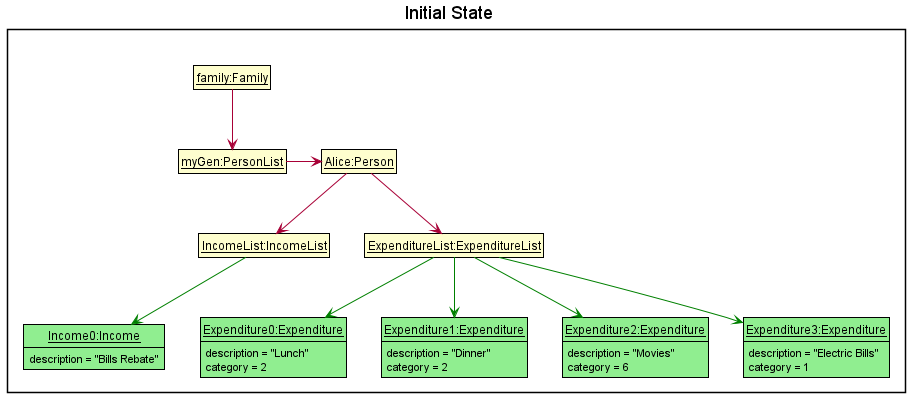 Initial State
family:Family
myGen:PersonList
Alice:Person
IncomeList:IncomeList
ExpenditureList:ExpenditureList
Income0:Income
description = "Bills Rebate"
Expenditure0:Expenditure
description = "Lunch"
category = 2
Expenditure1:Expenditure
description = "Dinner"
category = 2
Expenditure2:Expenditure
description = "Movies"
category = 6
Expenditure3:Expenditure
description = "Electric Bills"
category = 1